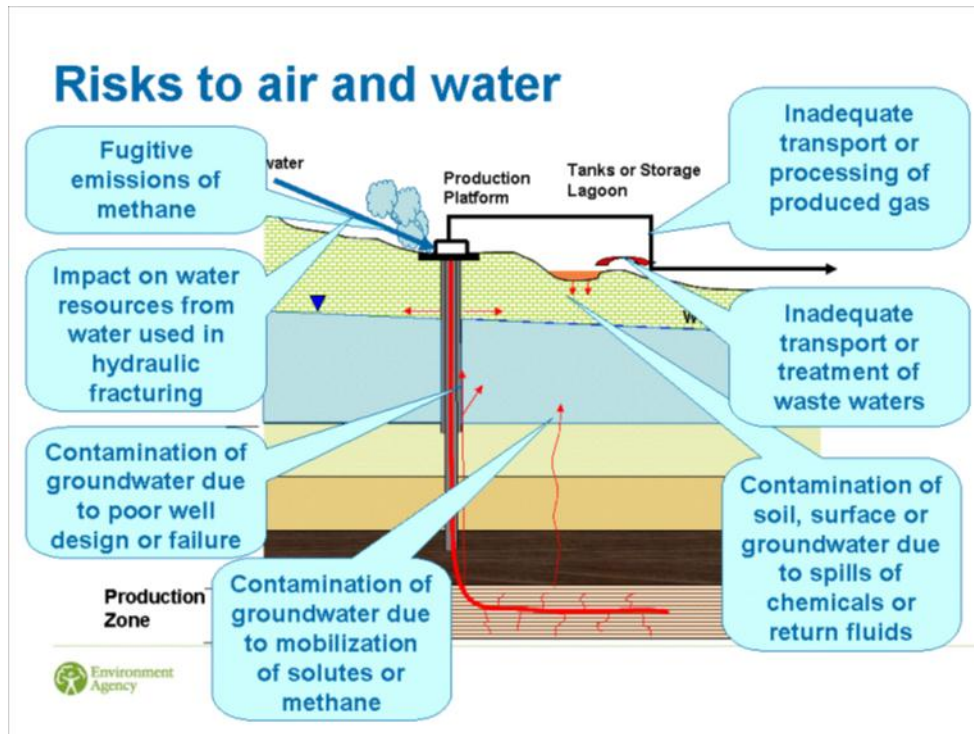 Risks to air and water
Fugitive
emissions of
methane
water
Production
Platform
Tanks or Storage
Lagoon
Inadequate
transport or
processing of
produced gas
Impact on water
resources from
water used in
hydraulic
fracturing
W
Inadequate
transport or
treatment of
waste waters
Contamination of
groundwater due
to poor well
design or failure
Contamination of
groundwater due
to mobilization
of solutes or
methane
Contamination of
soil, surface or
groundwater due
to spills of
chemicals or
return fluids
Production
Zone
Environment
Agency